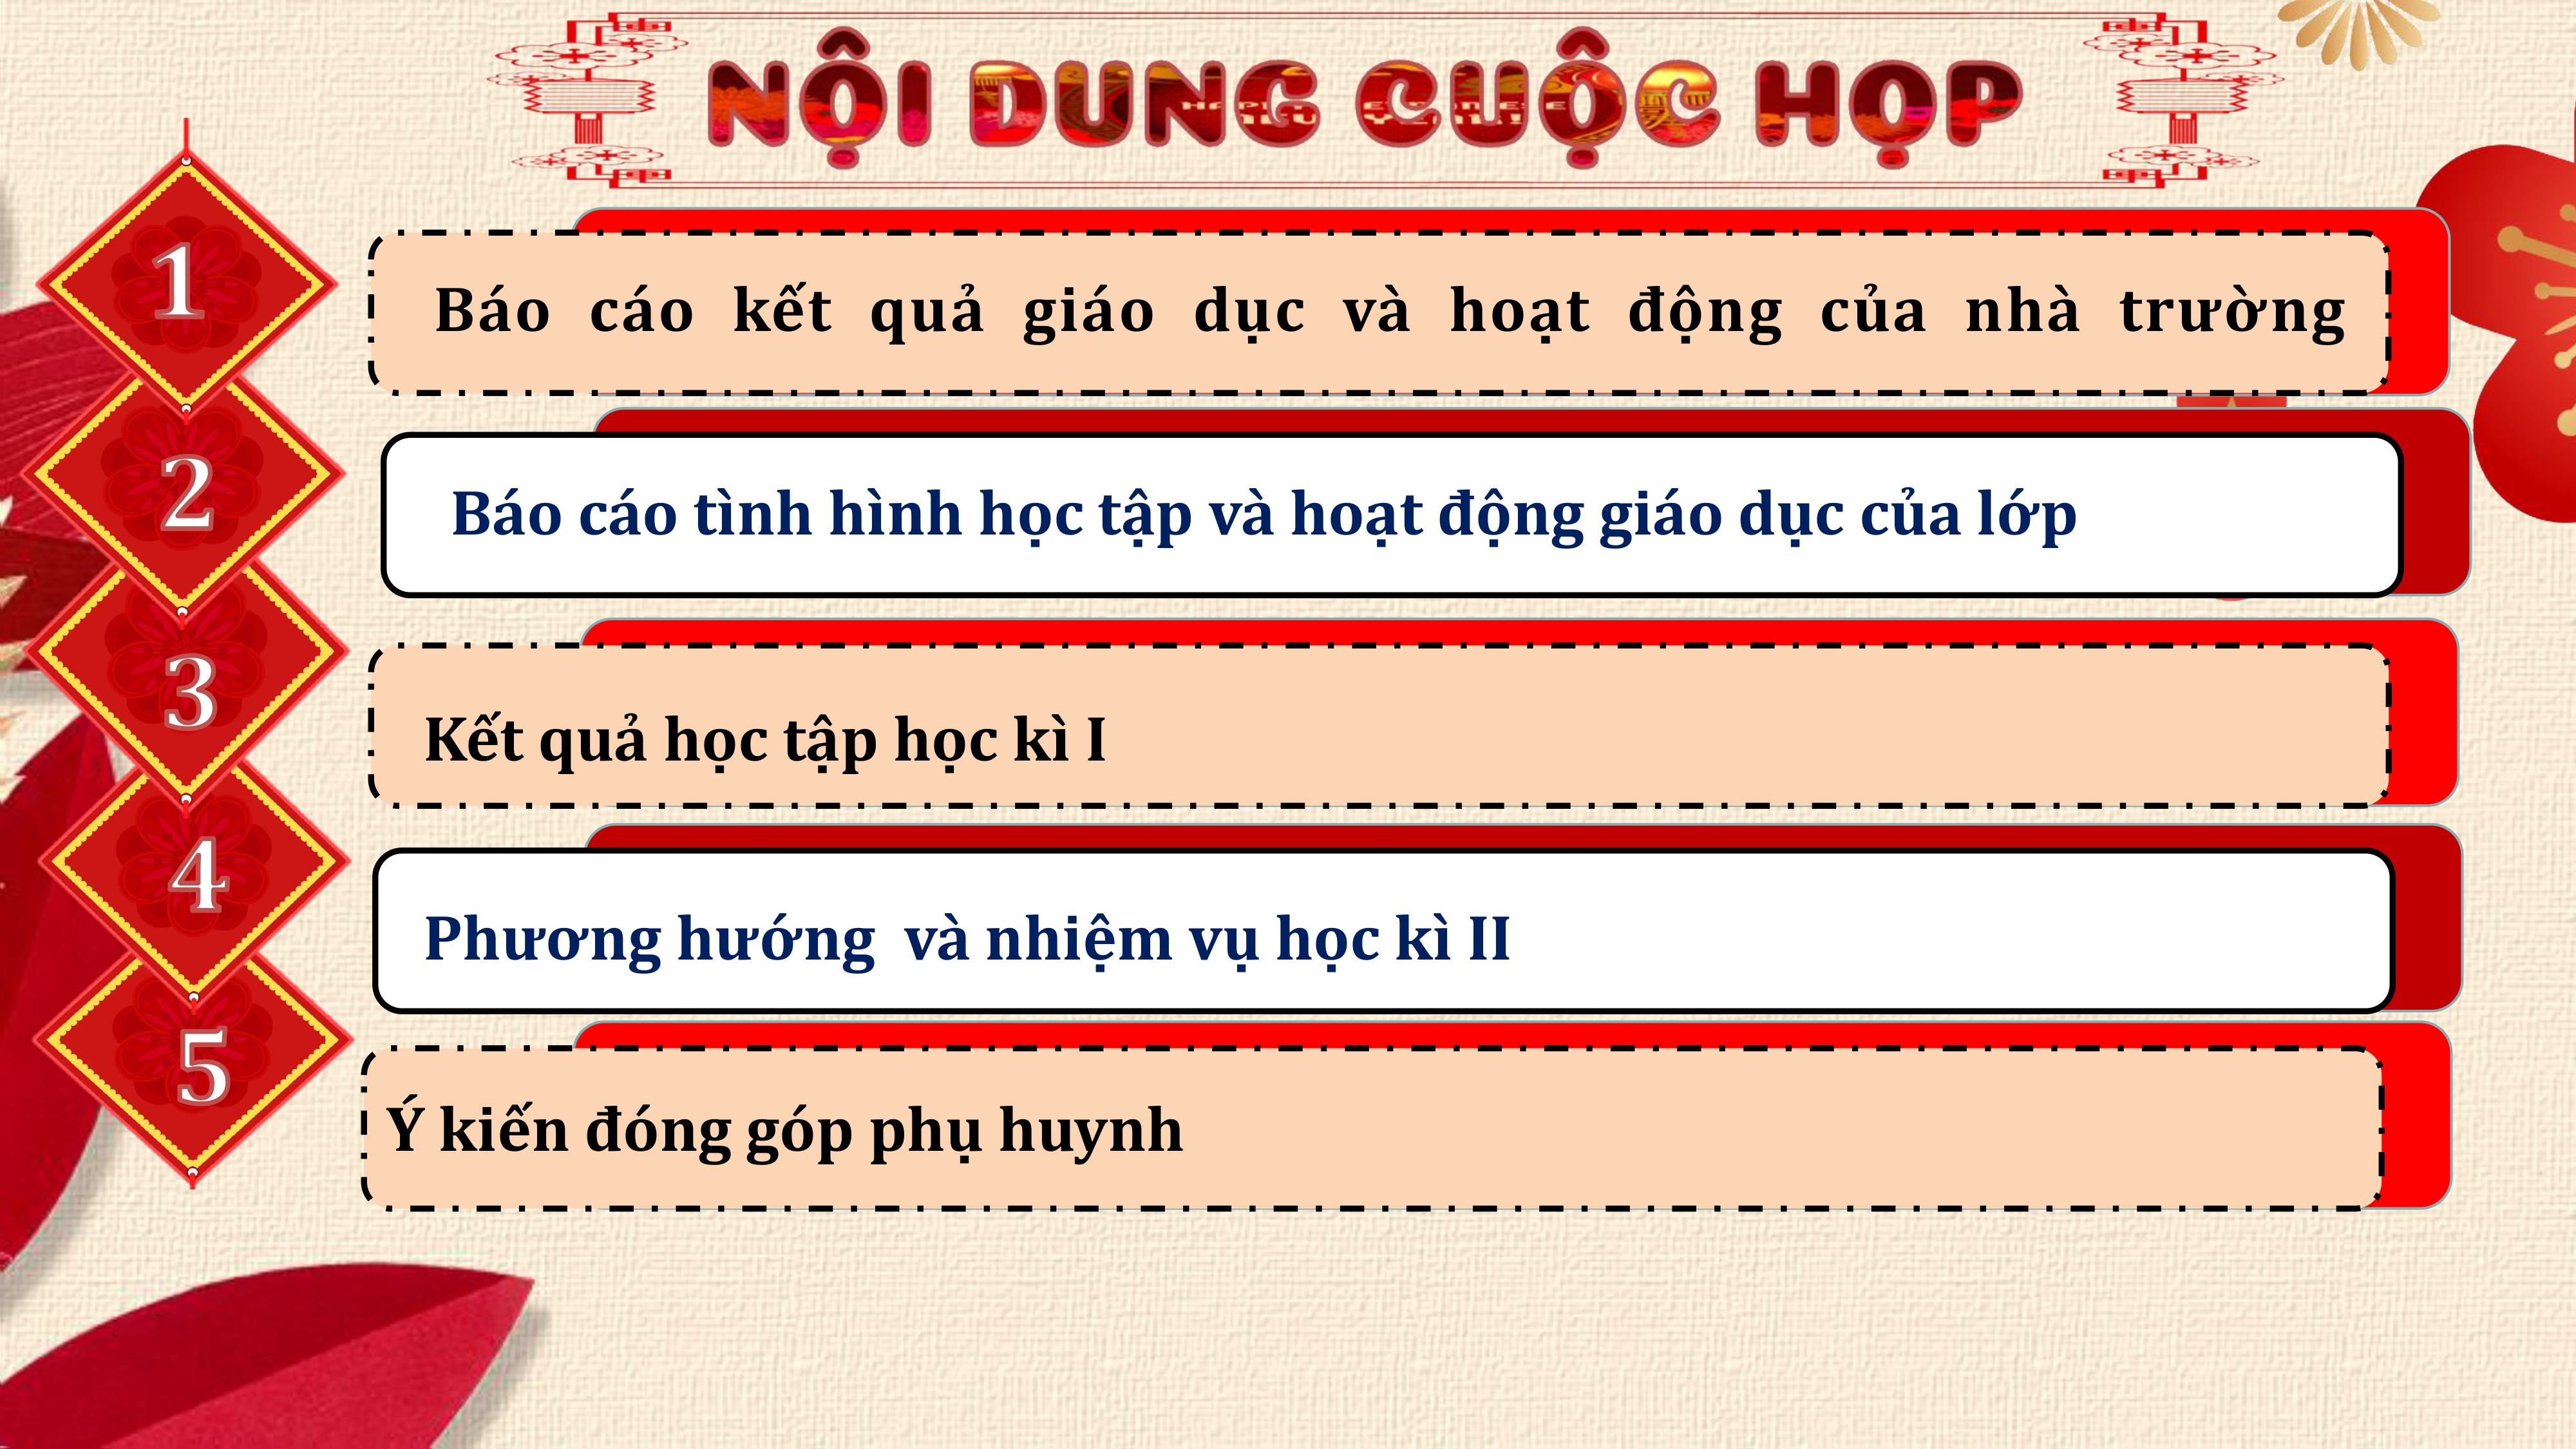 NỘI DUNG CUỘC HỌP
1
Báo cáo kết quả giáo dục và hoạt động của nhà trường
2
Báo cáo tình hình học tập và hoạt động giáo dục của lớp
3
Kết quả học tập học kì I
4
Phương hướng  và nhiệm vụ học kì II
5
Ý kiến đóng góp phụ huynh